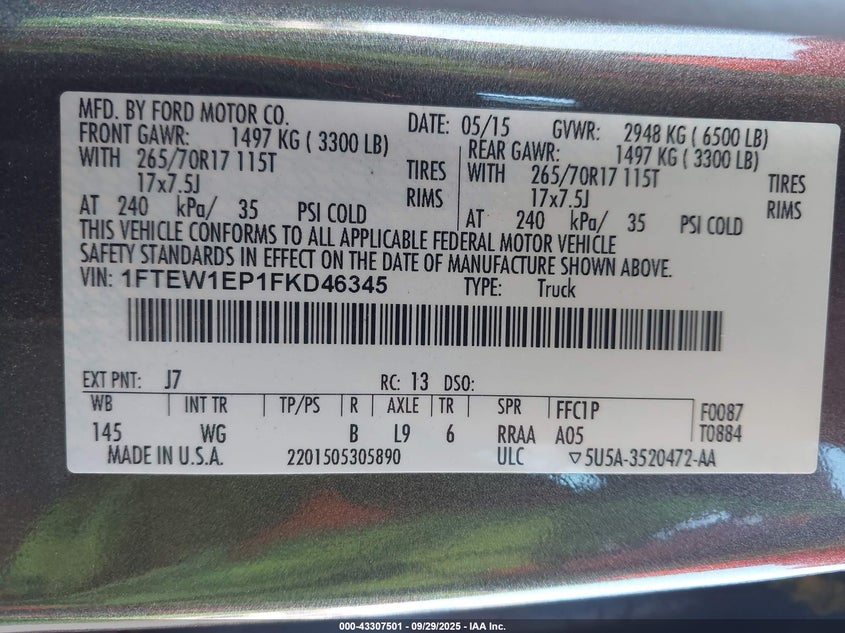 MFD. BY FORD MOTOR CO. DATE: 05/15 GVWR: 2948 KG ( 6500 LB)
FRONT GAWR: 1497 KG ( 3300 LB) REAR GAWR: 1497 KG ( 3300 LB)
WITH 265/70R17 115T TIRES WITH 265/70R17 115T TIRES
17x7.5J RIMS 17x7.5J RIMS
AT 240 kPa/ 35 PSI COLD AT 240 kPa/ 35 PSI COLD
THIS VEHICLE CONFORMS TO ALL APPLICABLE FEDERAL MOTOR VEHICLE
SAFETY STANDARDS IN EFFECT ON THE DATE OF MANUFACTURE SHOWN ABOVE.
VIN: 1FTEW1EP1FKD46345 TYPE: Truck
EXT PNT: J7 RC: 13 DSO:
WB INT TR TP/PS R AXLE TR SPR FFC1P F0087
145 WG B L9 6 RRAA A05 T0884
MADE IN U.S.A. 2201505305890 ULC ▽5U5A-3520472-AA
000-43307501 - 09/29/2025 - IAA Inc.